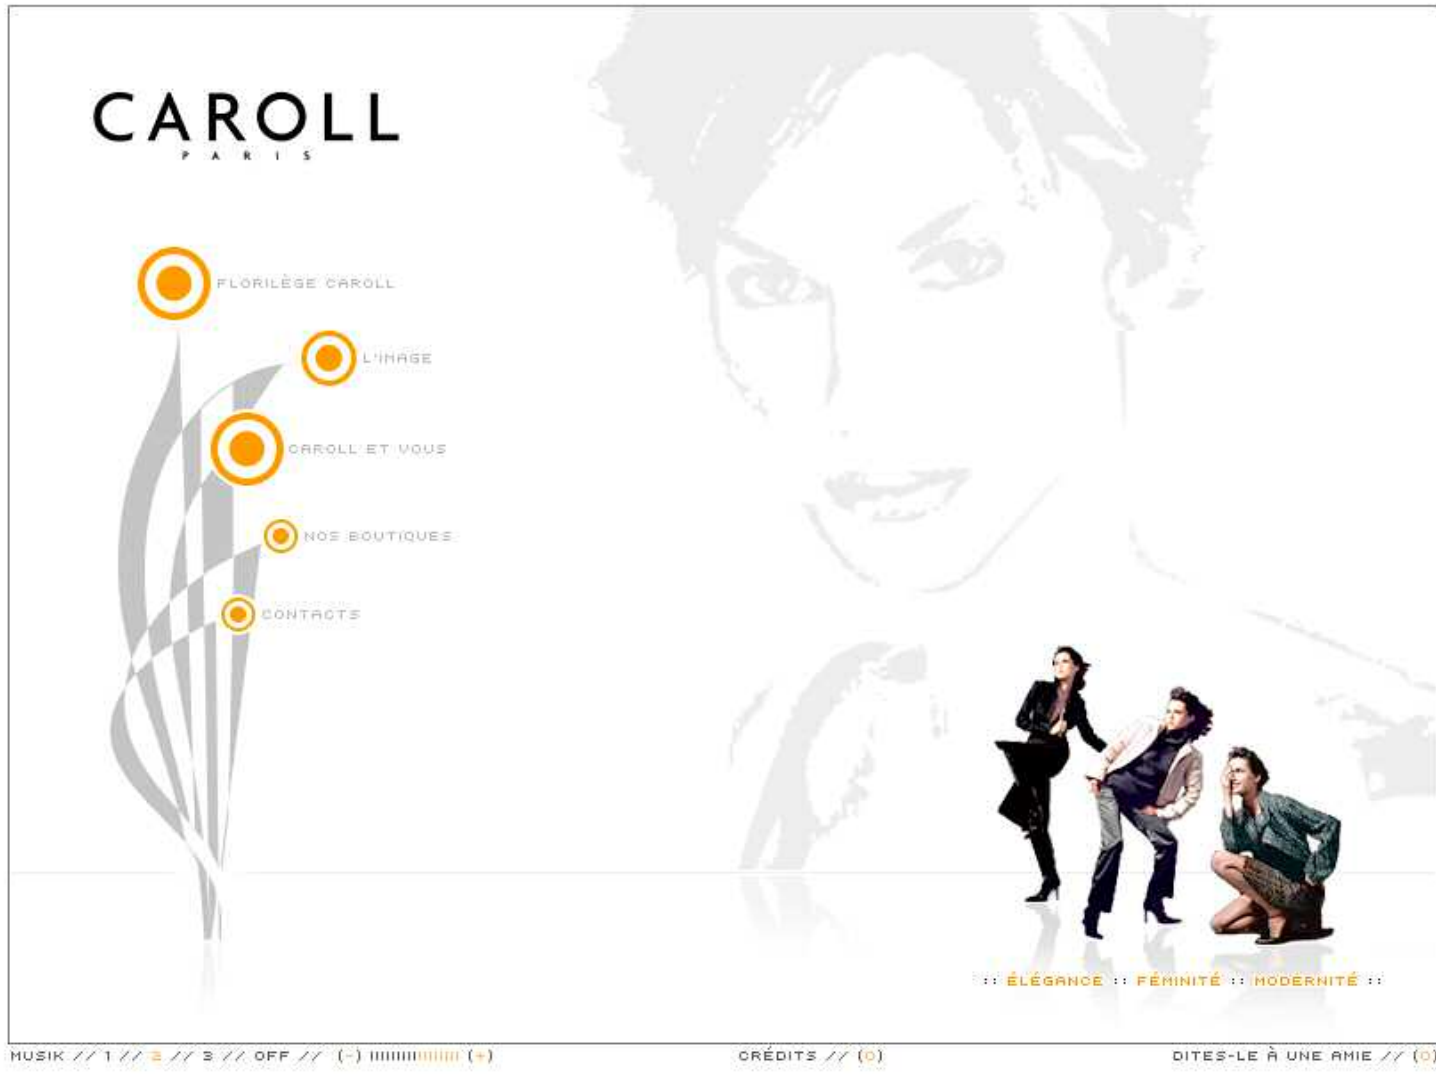 CAROLL
PARIS
FLORILÈGE CAROLL
L'IMAGE
CAROLL ET VOUS
NOS BOUTIQUES
CONTACTS
:: ÉLÉGANCE :: FÉMINITÉ :: MODERNITÉ ::
MUSIK // 1 // 2 // 3 // OFF // (-) ||||||||||||||||| (+)
CRÉDITS // (O)
DITES-LE À UNE AMIE // (O)